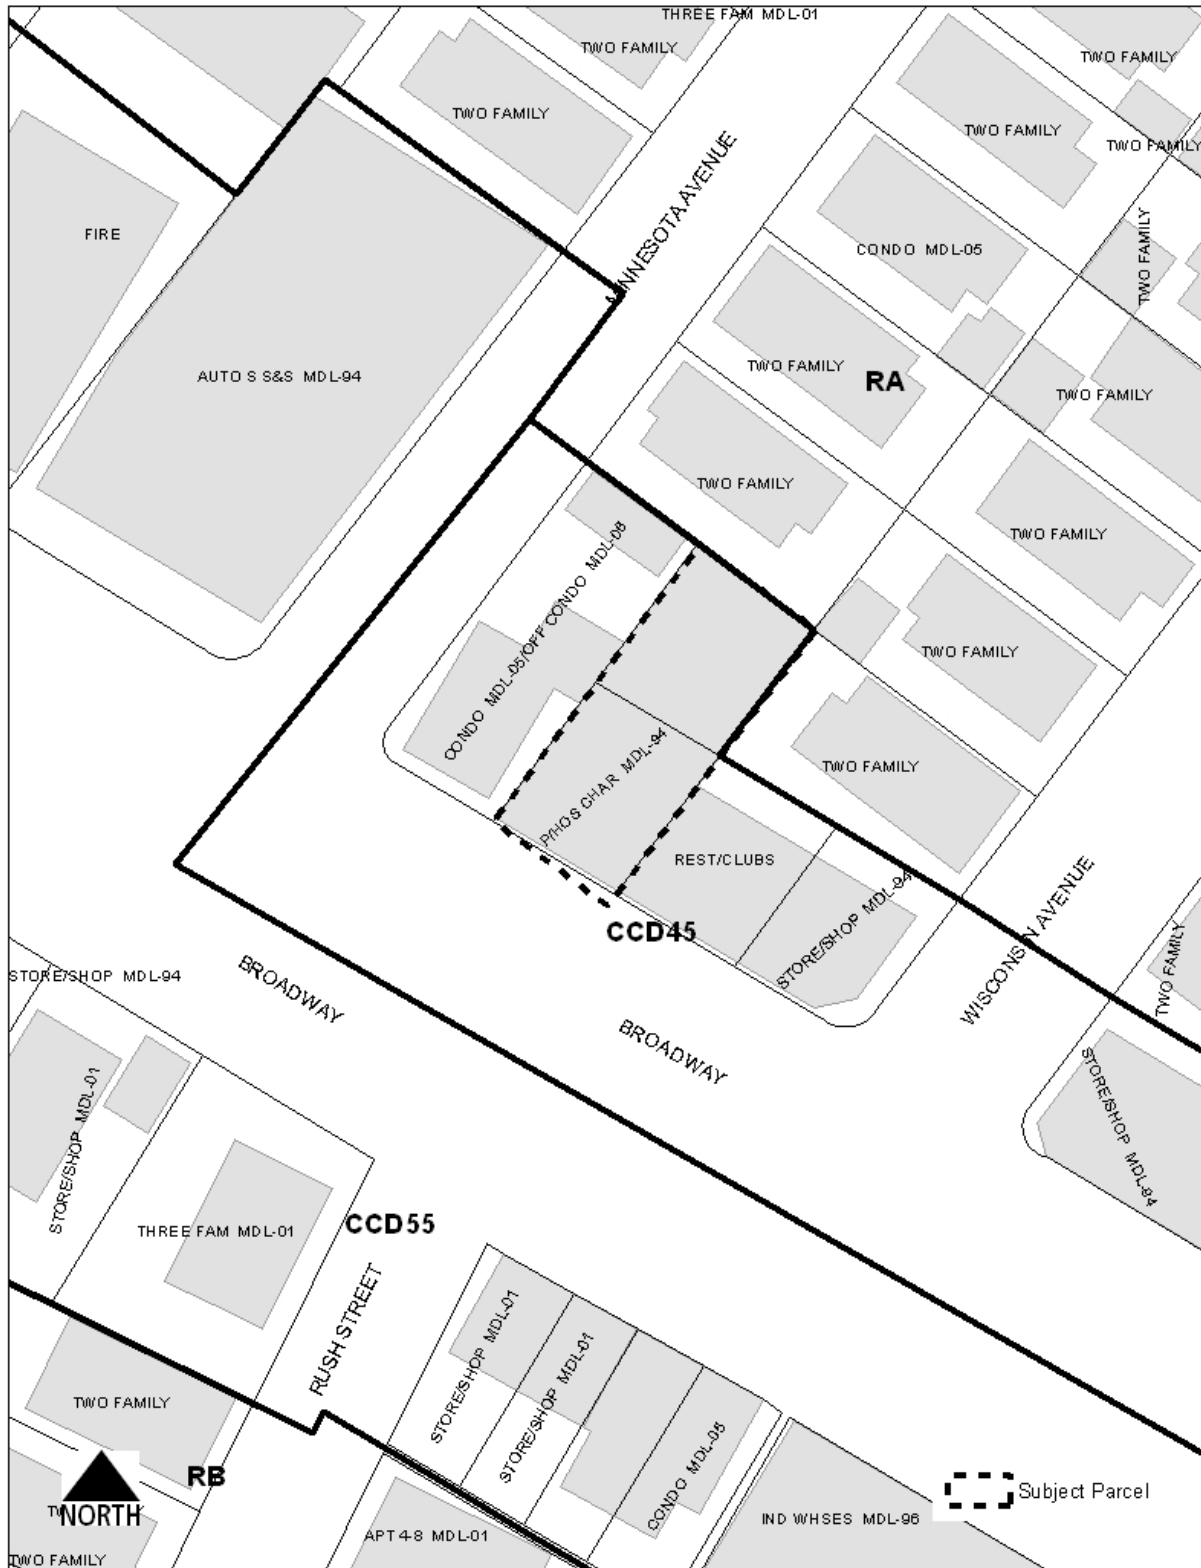 THREE FAM MDL-01
TWO FAMILY
TWO FAMILY
TWO FAMILY
TWO FAMILY
TWO FAMILY
MINNESOTA AVENUE
FIRE
CONDO MDL-05
TWO FAMILY
AUTO S S&S MDL-94
TWO FAMILY
RA
TWO FAMILY
TWO FAMILY
TWO FAMILY
CONDO MDL-05/OFF CONDO MDL-06
TWO FAMILY
P/HOS CHAR MDL-94
TWO FAMILY
REST/CLUBS
STORE/SHOP MDL-94
CCD45
WISCONSIN AVENUE
TWO FAMILY
STORE/SHOP MDL-94
BROADWAY
BROADWAY
STORE/SHOP MDL-94
STORE/SHOP MDL-01
THREE FAM MDL-01
CCD55
RUSH STREET
STORE/SHOP MDL-01
STORE/SHOP MDL-01
CONDO MDL-05
TWO FAMILY
RB
NORTH
Subject Parcel
APT 4-8 MDL-01
IND WHSES MDL-96
TWO FAMILY